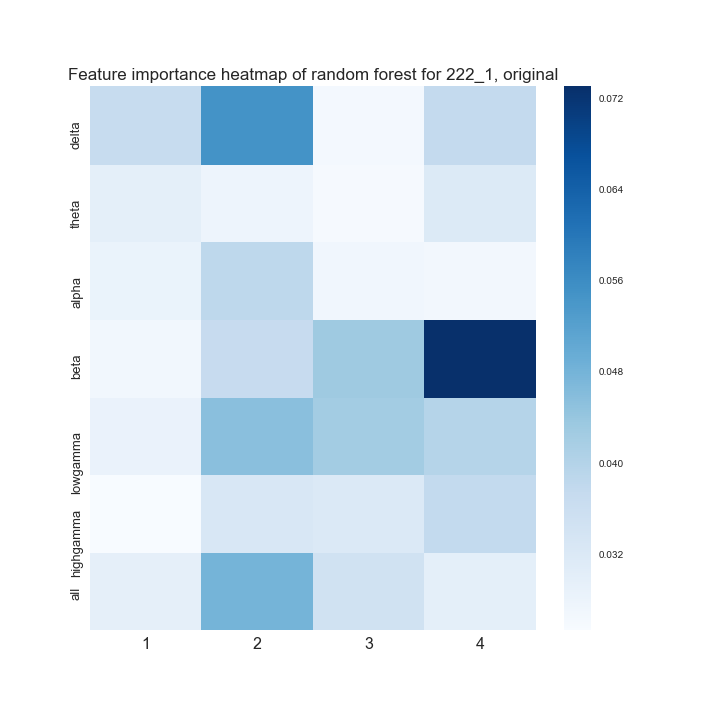 Feature importance heatmap of random forest for 222_1, original
delta
theta
alpha
beta
lowgamma
highgamma
all
1 2 3 4
0.072
0.064
0.056
0.048
0.040
0.032